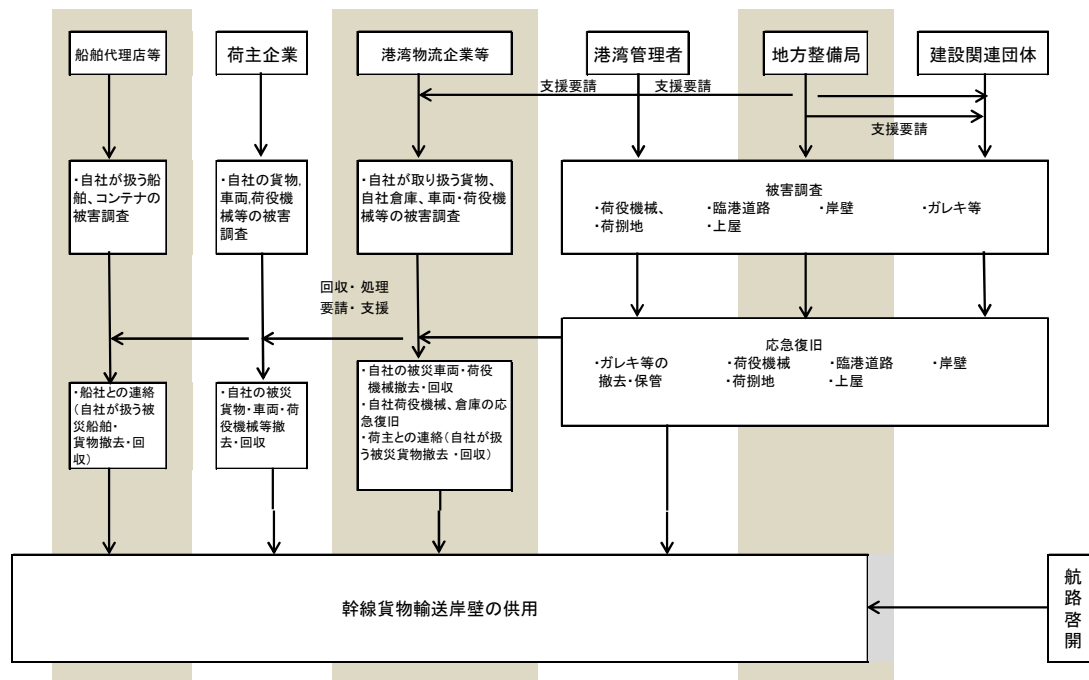 船舶代理店等
荷主企業
港湾物流企業等
港湾管理者
地方整備局
建設関連団体
支援要請
支援要請
支援要請
・自社が扱う船
舶、コンテナの
被害調査
・自社の貨物,
車両,荷役機
械等の被害
調査
・自社が取り扱う貨物、
自社倉庫、車両・荷役機
械等の被害調査
被害調査
・荷役機械、
・臨港道路
・岸壁
・ガレキ等
・荷捌地
・上屋
回収・処理
要請・支援
応急復旧
・ガレキ等の
撤去・保管
・荷役機械
・臨港道路
・岸壁
・荷捌地
・上屋
・船社との連絡
(自社が扱う被
災船舶・
貨物撤去・回
収)
・自社の被災
貨物・車両・荷
役機械等撤
去・回収
・自社の被災車両・荷役
機械撤去・回収
・自社荷役機械、倉庫の応
急復旧
・荷主との連絡(自社が扱
う被災貨物撤去・回収)
幹線貨物輸送岸壁の供用
航
路
啓
開